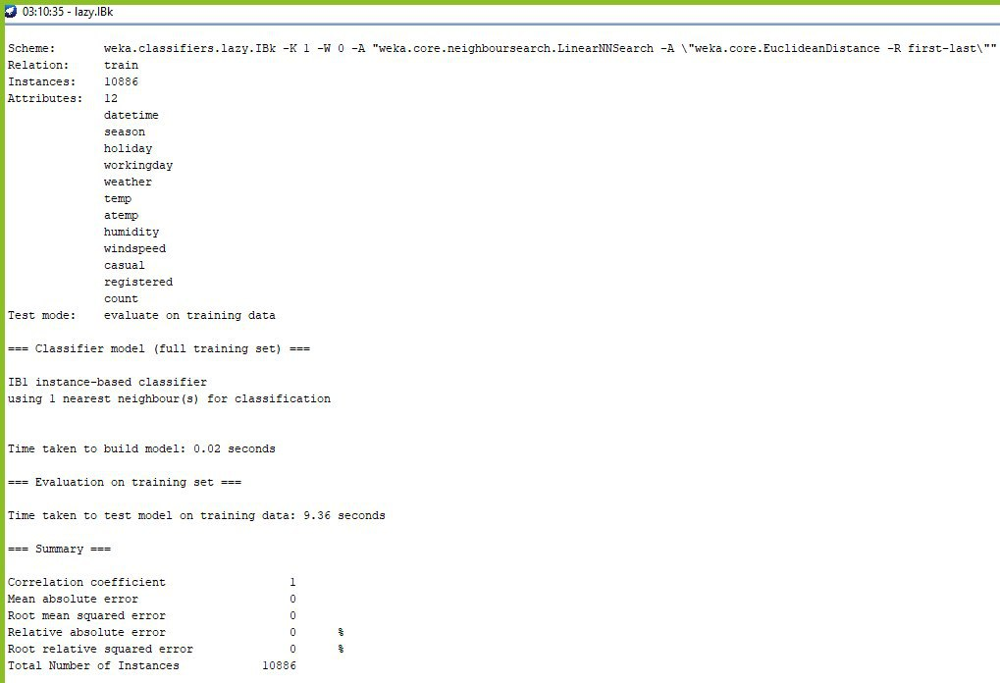 03:10:35 - lazy.IBk
Scheme: weka.classifiers.lazy.IBk -K 1 -W 0 -A "weka.core.neighboursearch.LinearNNSearch -A \"weka.core.EuclideanDistance -R first-last\""
Relation: train
Instances: 10886
Attributes: 12
datetime
season
holiday
workingday
weather
temp
atemp
humidity
windspeed
casual
registered
count
Test mode: evaluate on training data
=== Classifier model (full training set) ===
IB1 instance-based classifier
using 1 nearest neighbour(s) for classification
Time taken to build model: 0.02 seconds
=== Evaluation on training set ===
Time taken to test model on training data: 9.36 seconds
=== Summary ===
Correlation coefficient 1
Mean absolute error 0
Root mean squared error 0
Relative absolute error 0 %
Root relative squared error 0 %
Total Number of Instances 10886